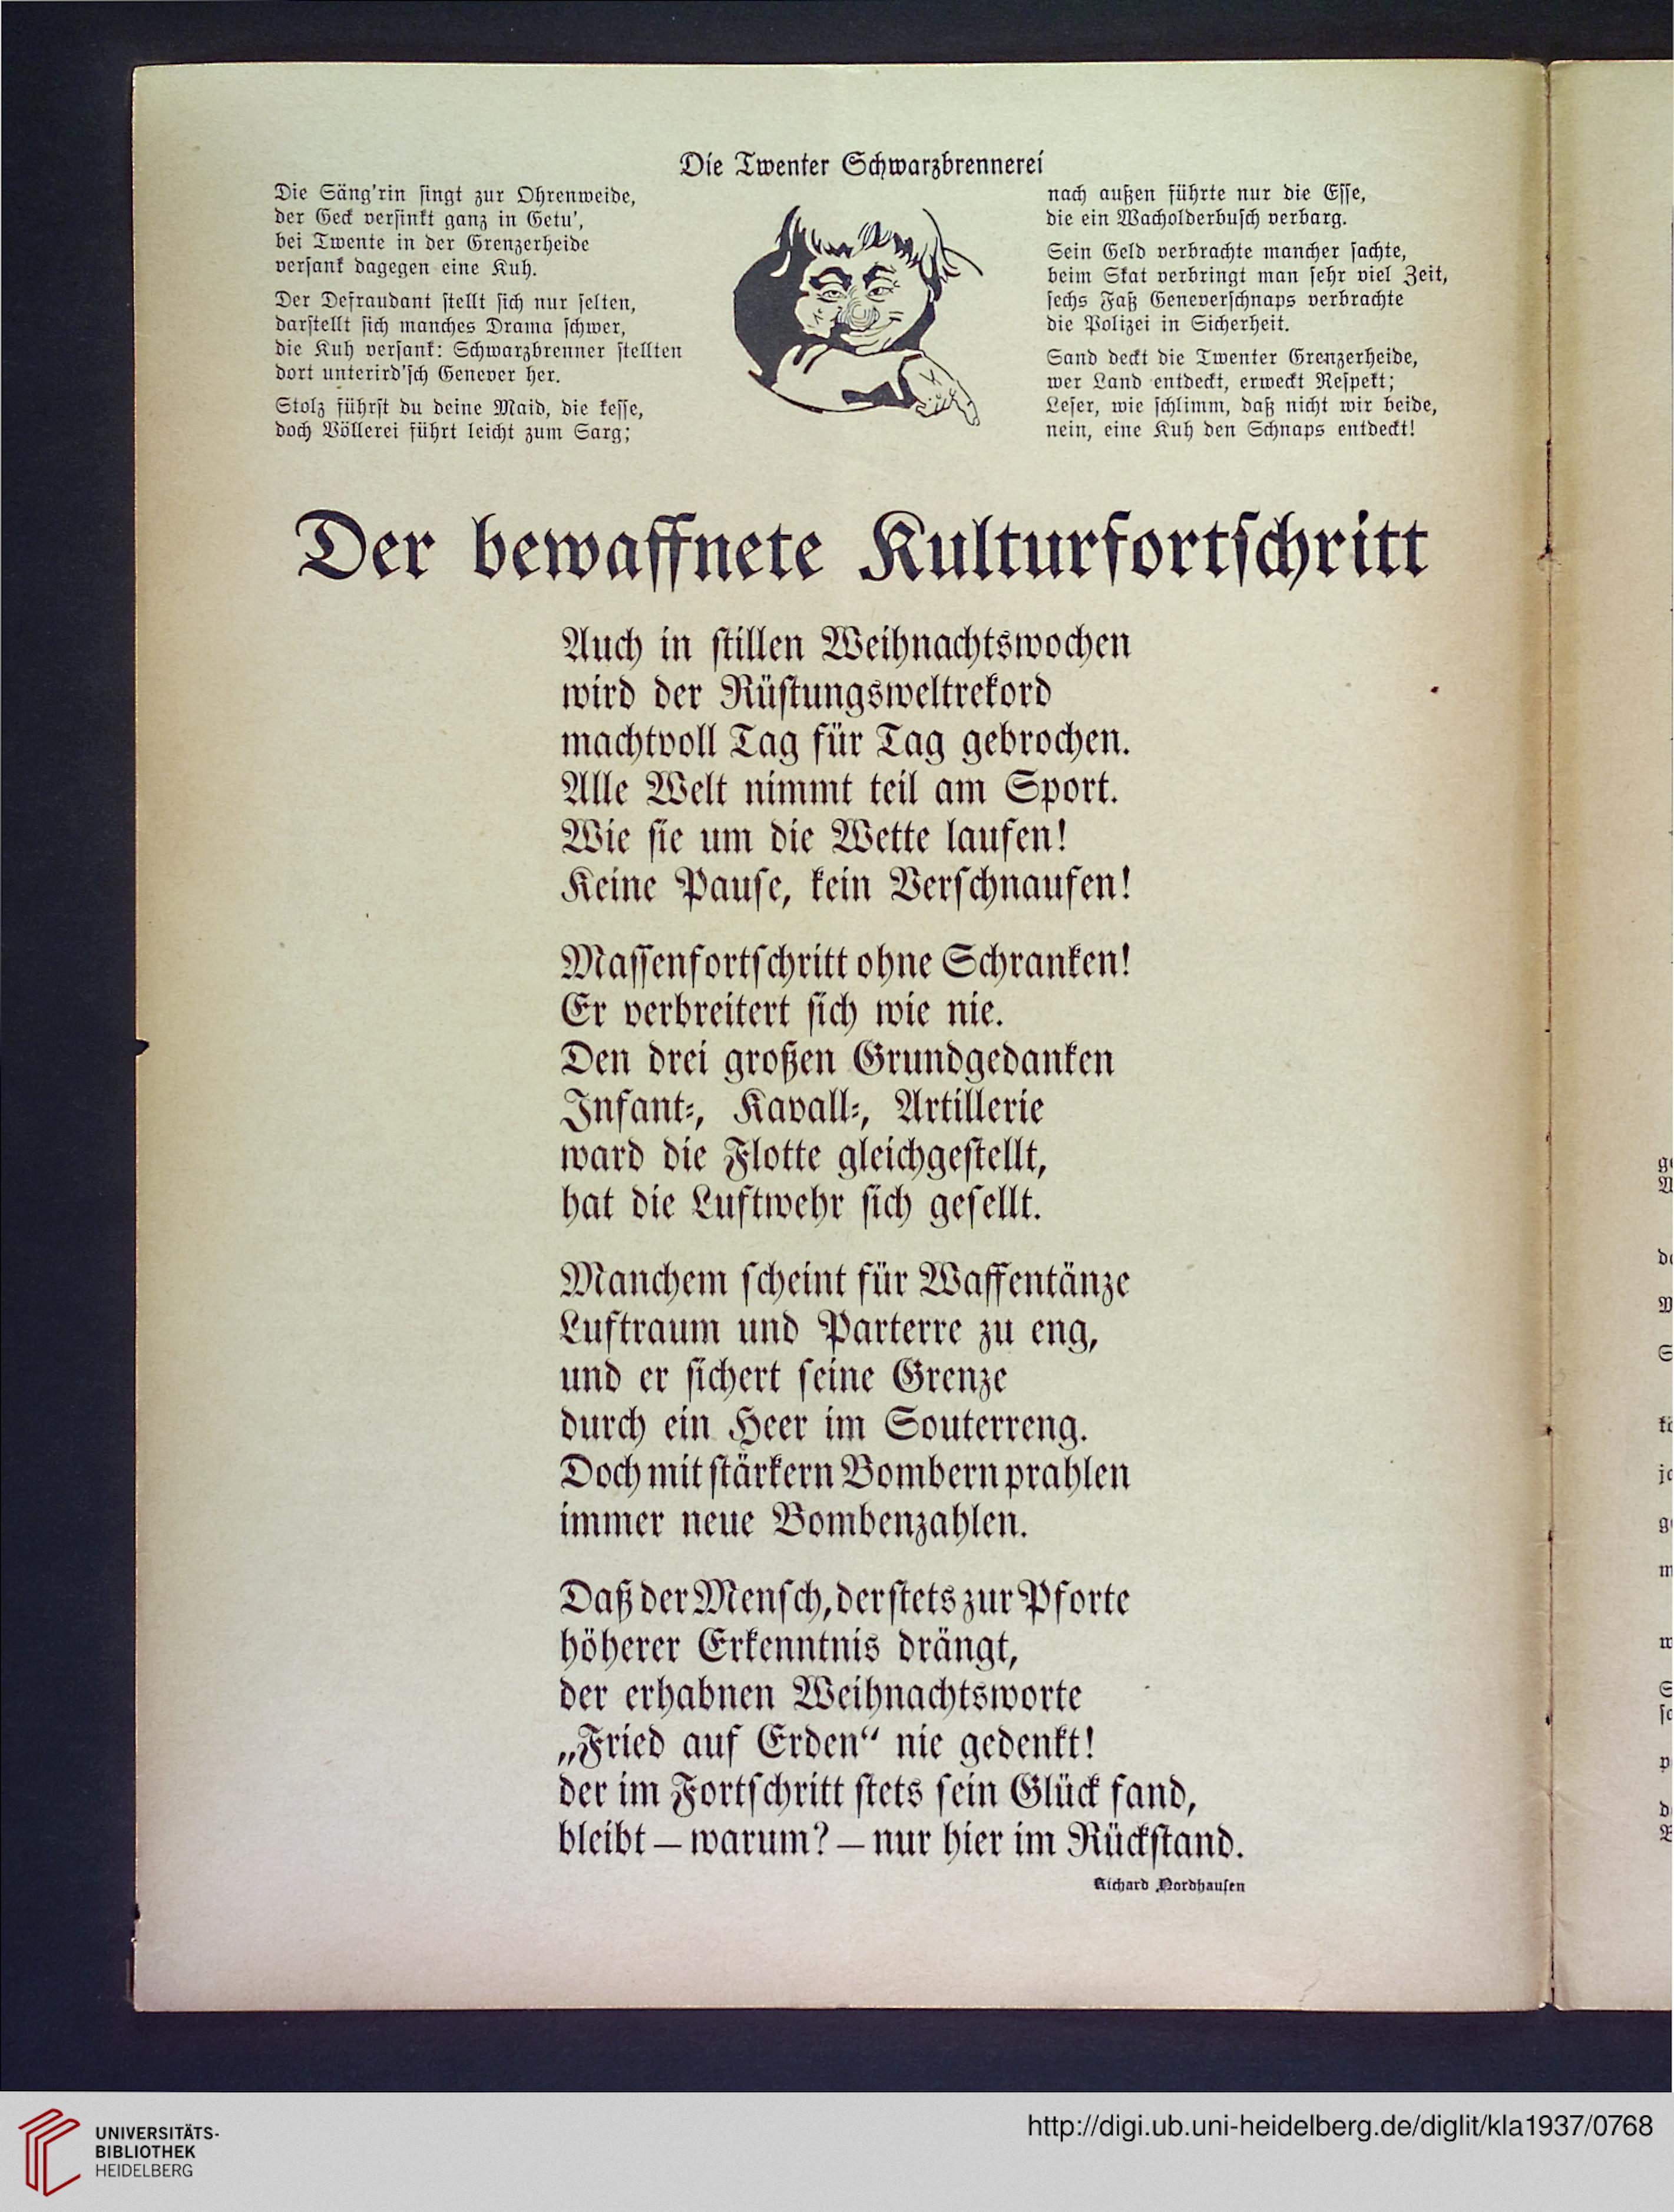 Die Twenter Schwarzbrennerei
Die Säng'rin singt zur Ohrenweide,
der Geck versinkt ganz in Getu',
bei Twente in der Grenzerheide
versank dagegen eine Kuh.
Der Defraudant stellt sich nur selten,
darstellt sich manches Drama schwer,
die Kuh versank: Schwarzbrenner stellten
dort unterird'sch Genever her.
Stolz führst du deine Maid, die kesse,
doch Völlerei führt leicht zum Sarg;
nach außen führte nur die Esse,
die ein Wacholderbusch verbarg.
Sein Geld verbrachte mancher sachte,
beim Skat verbringt man sehr viel Zeit,
sechs Faß Geneverschnaps verbrachte
die Polizei in Sicherheit.
Sand deckt die Twenter Grenzerheide,
wer Land entdeckt, erweckt Respekt;
Leser, wie schlimm, daß nicht wir beide,
nein, eine Kuh den Schnaps entdeckt!
Der bewaffnete Kulturfortschritt
Auch in stillen Weihnachtswochen
wird der Rüstungsweltrekord
machtvoll Tag für Tag gebrochen.
Alle Welt nimmt teil am Sport.
Wie sie um die Wette laufen!
Keine Pause, kein Verschnaufen!
Massenfortschritt ohne Schranken!
Er verbreitert sich wie nie.
Den drei großen Grundgedanken
Infant-, Kavall-, Artillerie
ward die Flotte gleichgestellt,
hat die Luftwehr sich gesellt.
Manchem scheint für Waffentänze
Luftraum und Parterre zu eng,
und er sichert seine Grenze
durch ein Heer im Souterreng.
Doch mit stärkern Bombern prahlen
immer neue Bombenzahlen.
Daß der Mensch, der stets zur Pforte
höherer Erkenntnis drängt,
der erhabnen Weihnachtsworte
„Fried auf Erden“ nie gedenkt!
der im Fortschritt stets sein Glück fand,
bleibt – warum? – nur hier im Rückstand.
Richard Nordhausen
UNIVERSITÄTS-
BIBLIOTHEK
HEIDELBERG
http://digi.ub.uni-heidelberg.de/diglit/kla1937/0768